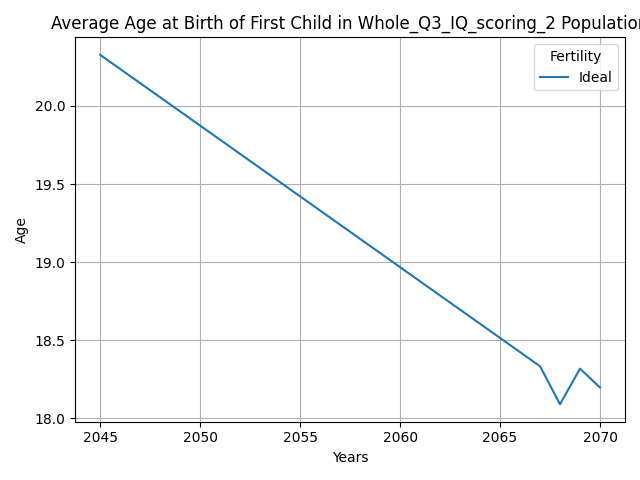 Average Age at Birth of First Child in Whole_Q3_IQ_scoring_2 Population
Fertility
Ideal
20.0
19.5
19.0
18.5
18.0
Age
2045 2050 2055 2060 2065 2070
Years